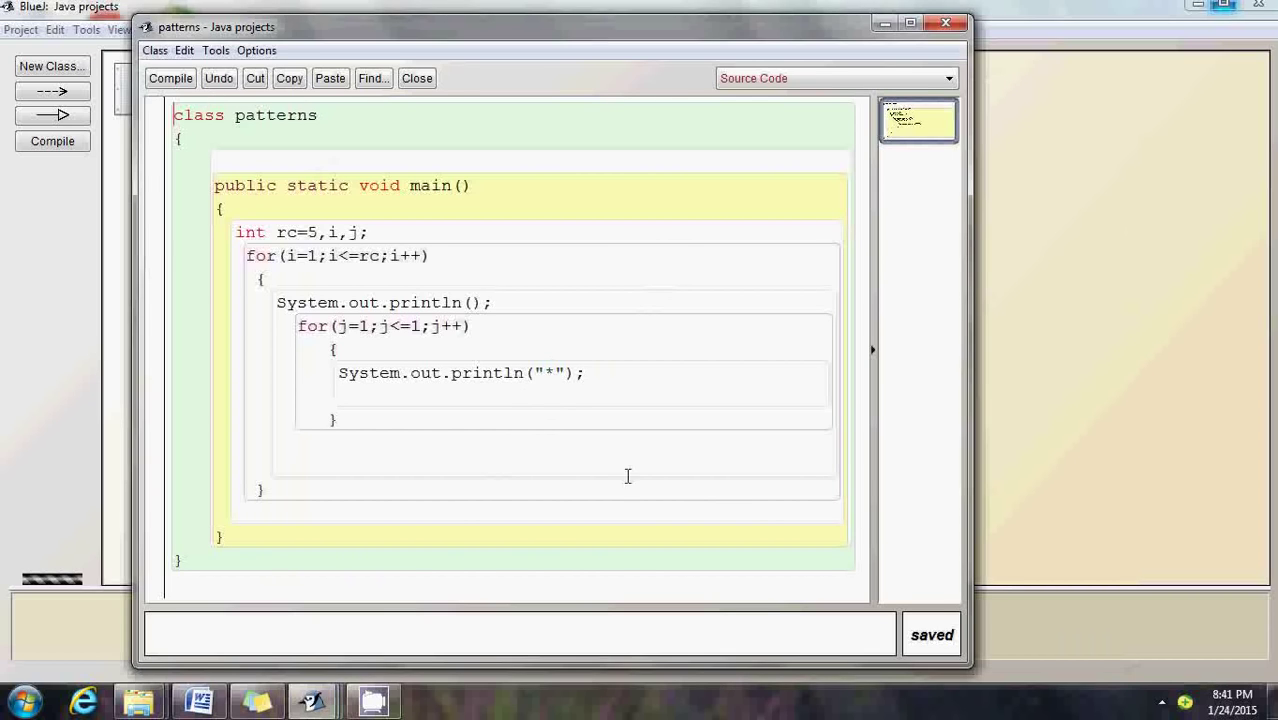 BlueJ: Java projects
Project Edit Tools View
patterns - Java projects
Class Edit Tools Options
Compile Undo Cut Copy Paste Find... Close Source Code
New Class...
Compile
class patterns
{
public static void main()
{
int rc=5,i,j;
for(i=1;i<=rc;i++)
{
System.out.println();
for(j=1;j<=1;j++)
{
System.out.println("*");
}
}
}
}
saved
8:41 PM
1/24/2015